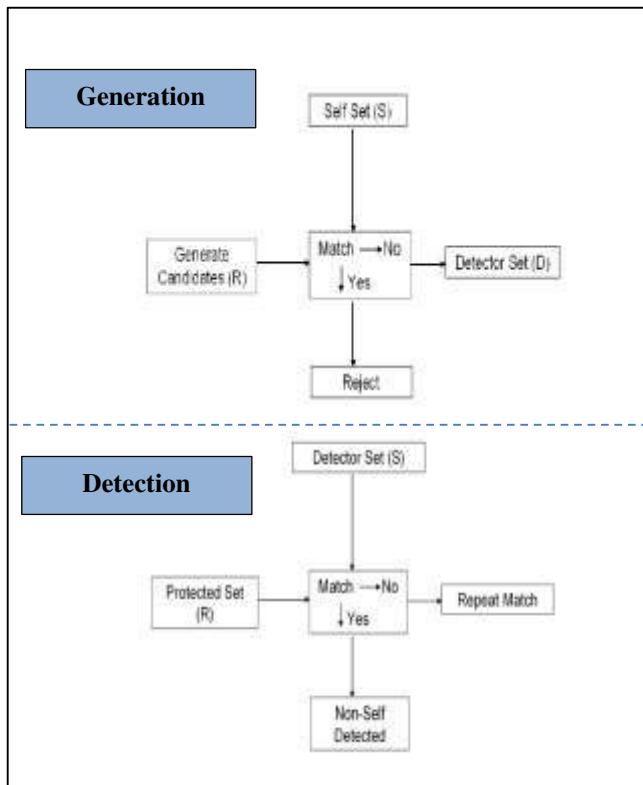 Generation
Self Set (S)
Generate
Candidates (R)
Match No
Yes
Detector Set (D)
Reject
Detection
Detector Set (S)
Protected Set
(R)
Match No
Yes
Repeat Match
Non-Self
Detected